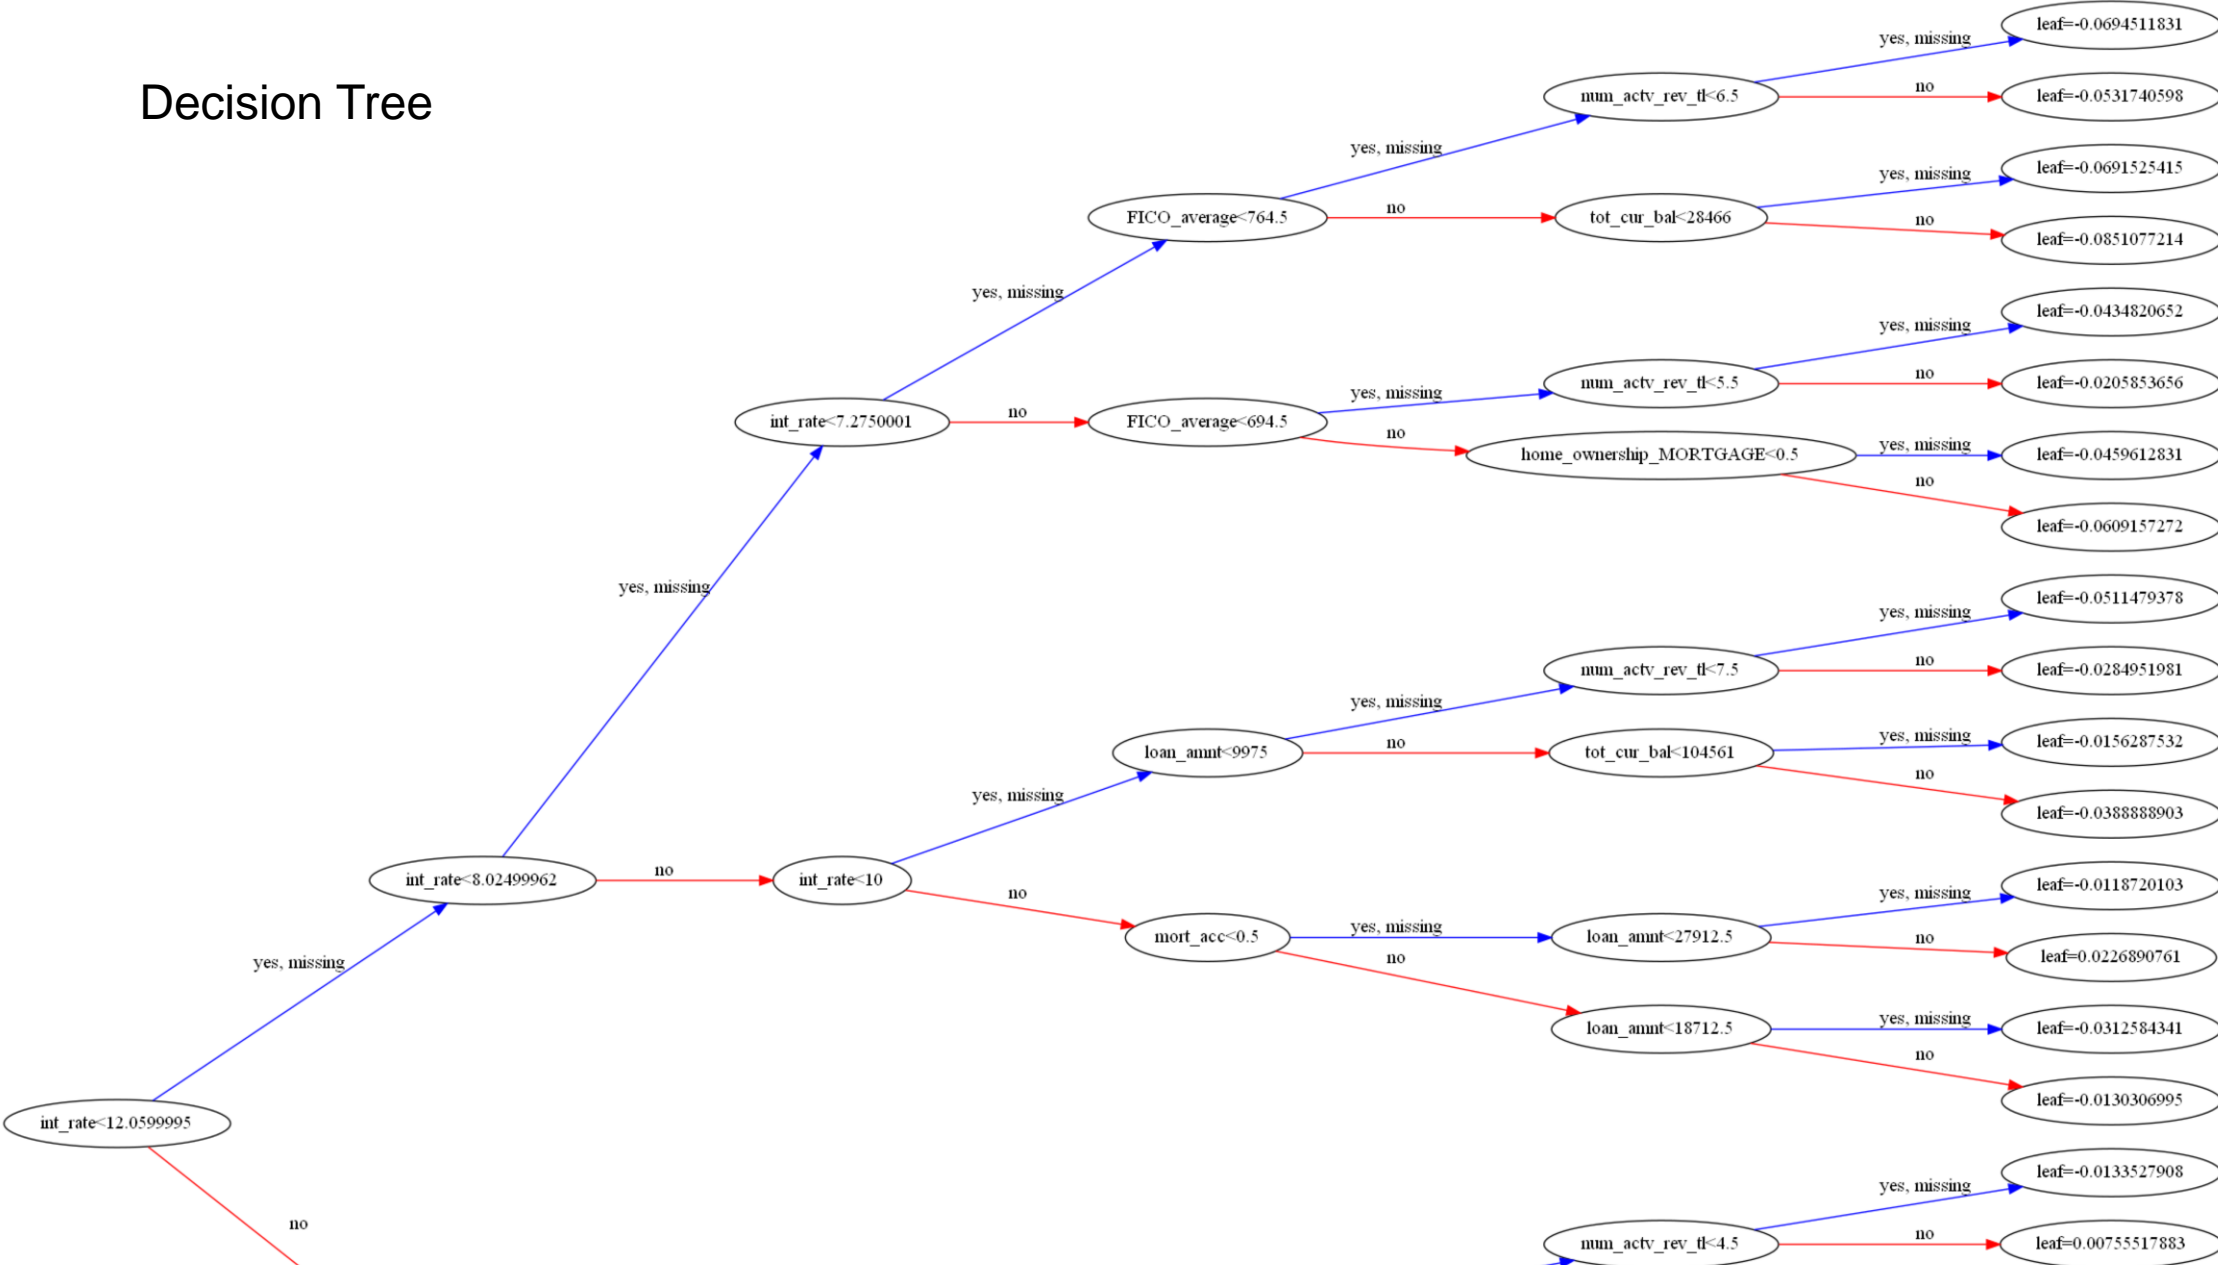 Decision Tree
int_rate<12.0599995
yes, missing
no
int_rate<8.02499962
yes, missing
no
int_rate<7.2750001
yes, missing
no
int_rate<10
yes, missing
no
FICO_average<764.5
yes, missing
no
FICO_average<694.5
yes, missing
no
loan_amnt<9975
yes, missing
no
mort_acc<0.5
yes, missing
no
num_actv_rev_tl<6.5
yes, missing
leaf=-0.0694511831
no
leaf=-0.0531740598
tot_cur_bal<28466
yes, missing
leaf=-0.0691525415
no
leaf=-0.0851077214
num_actv_rev_tl<5.5
yes, missing
leaf=-0.0434820652
no
leaf=-0.0205853656
home_ownership_MORTGAGE<0.5
yes, missing
leaf=-0.0459612831
no
leaf=-0.0609157272
num_actv_rev_tl<7.5
yes, missing
leaf=-0.0511479378
no
leaf=-0.0284951981
tot_cur_bal<104561
yes, missing
leaf=-0.0156287532
no
leaf=-0.0388888903
loan_amnt<27912.5
yes, missing
leaf=-0.0118720103
no
leaf=0.0226890761
loan_amnt<18712.5
yes, missing
leaf=-0.0312584341
no
leaf=-0.0130306995
num_actv_rev_tl<4.5
yes, missing
leaf=-0.0133527908
no
leaf=0.00755517883